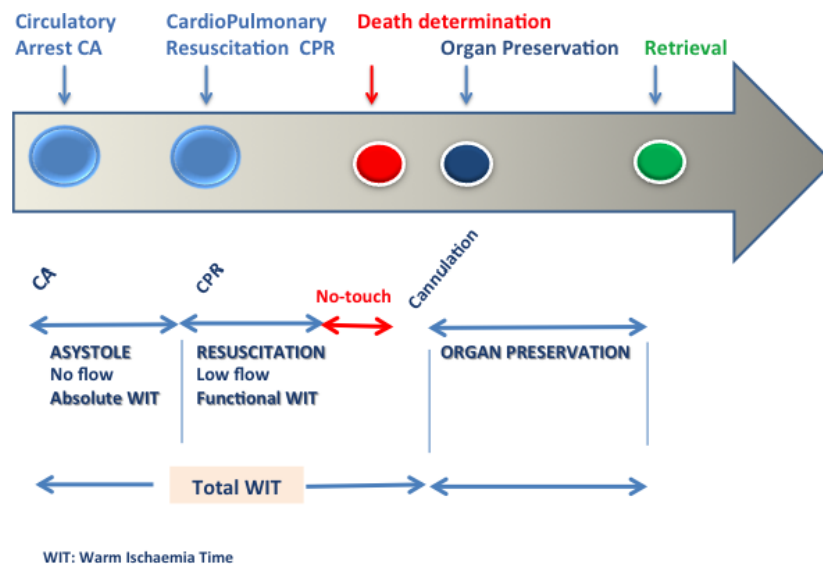 Circulatory
Arrest CA
CardioPulmonary
Resuscitation CPR
Death determination
Organ Preservation
Retrieval
CA
CPR
No-touch
Cannulation
ASYSTOLE
No flow
Absolute WIT
RESUSCITATION
Low flow
Functional WIT
ORGAN PRESERVATION
Total WIT
WIT: Warm Ischaemia Time